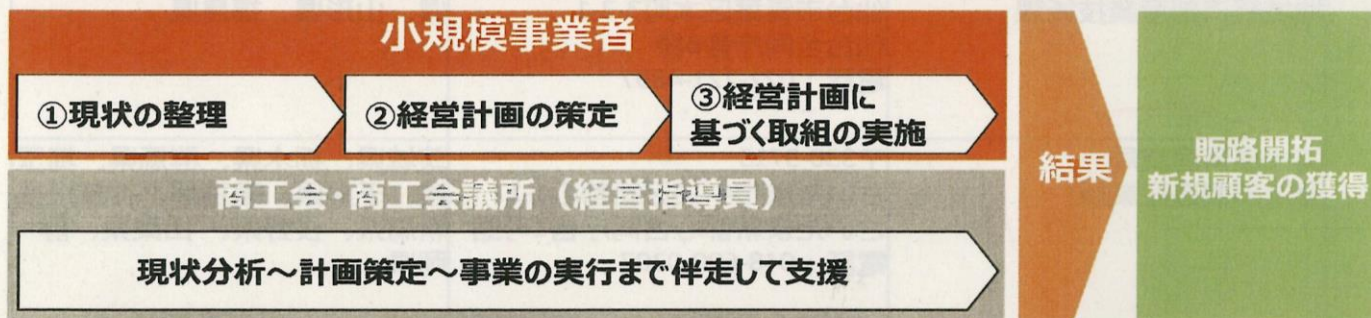 小規模事業者
①現状の整理
②経営計画の策定
③経営計画に
基づく取組の実施
商工会・商工会議所(経営指導員)
現状分析~計画策定~事業の実行まで伴走して支援
結果
販路開拓
新規顧客の獲得